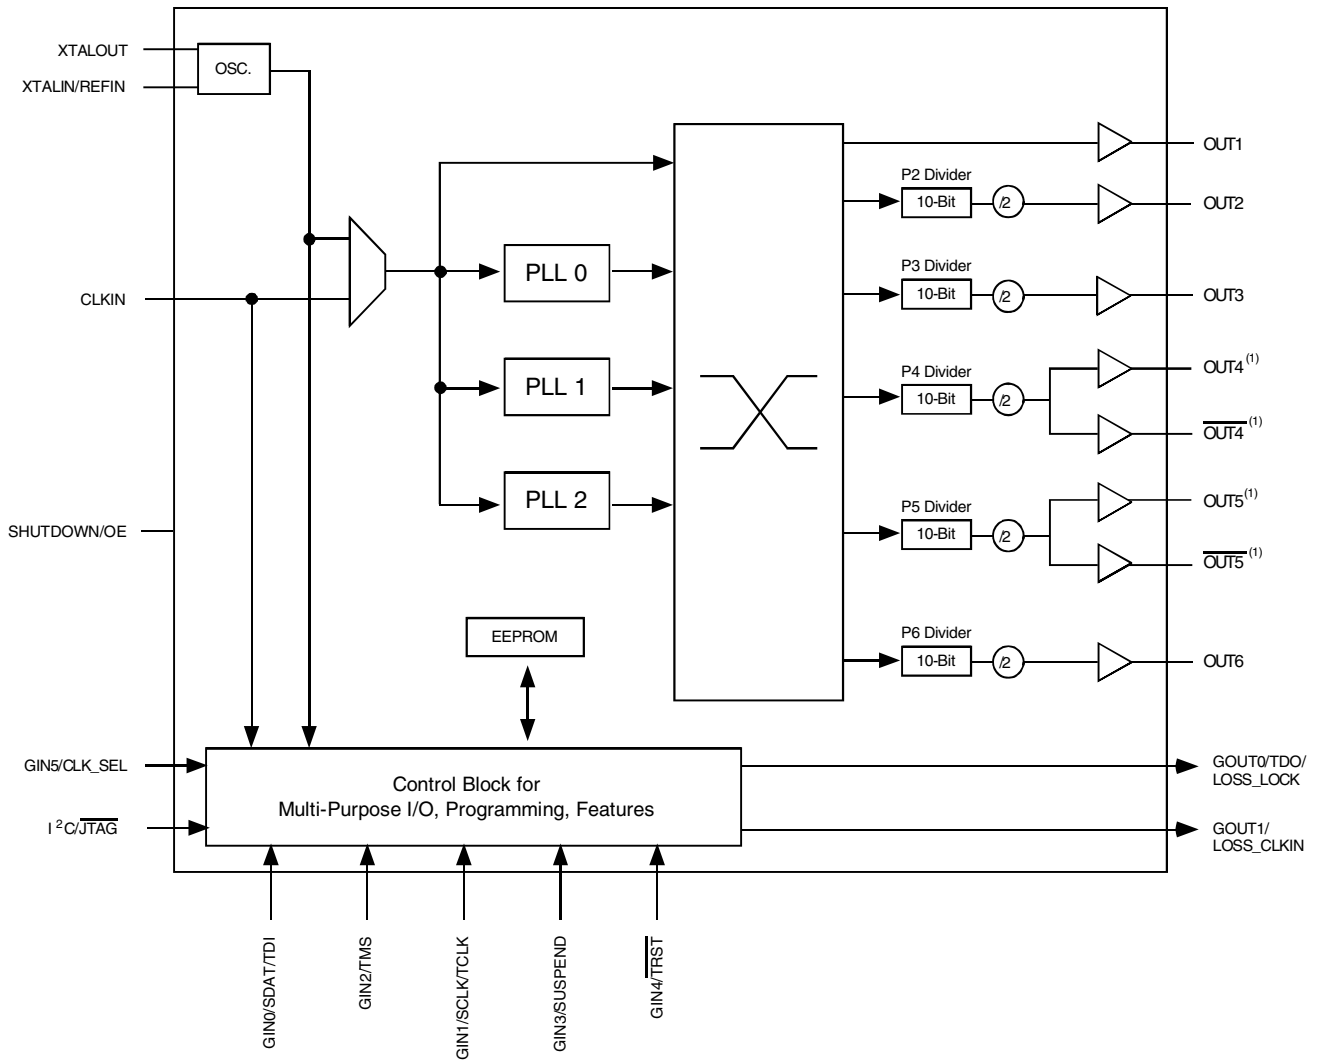 XTALOUT
OSC.
XTALIN/REFIN
OUT1
P2 Divider
10-Bit
/2
OUT2
PLL 0
P3 Divider
10-Bit
/2
OUT3
CLKIN
PLL 1
P4 Divider
10-Bit
/2
OUT4(1)
OUT4(1)
PLL 2
P5 Divider
10-Bit
/2
OUT5(1)
OUT5(1)
SHUTDOWN/OE
EEPROM
P6 Divider
10-Bit
/2
OUT6
GIN5/CLK_SEL
I2C/JTAG
Control Block for
Multi-Purpose I/O, Programming, Features
GOUT0/TDO/
LOSS_LOCK
GOUT1/
LOSS_CLKIN
GIN0/SDAT/TDI
GIN2/TMS
GIN1/SCLK/TCLK
GIN3/SUSPEND
GIN4/TRST